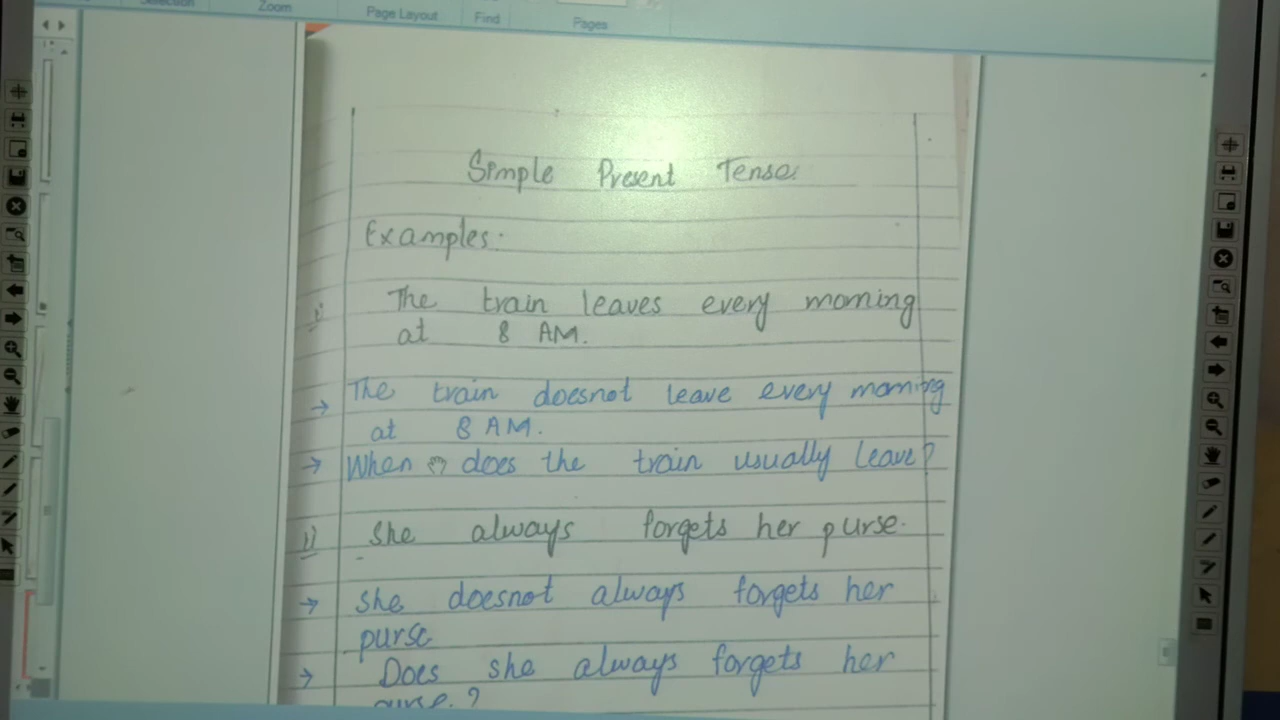 Selection
Zoom
Page Layout
Find
Pages
Simple Present Tense.
Examples.
i) The train leaves every morning
at 8 AM.
→ The train doesnot leave every morning
at 8 AM.
→ When does the train usually leave?
ii) She always forgets her purse.
→ She doesnot always forgets her
purse
→ Does she always forgets her
purse.?